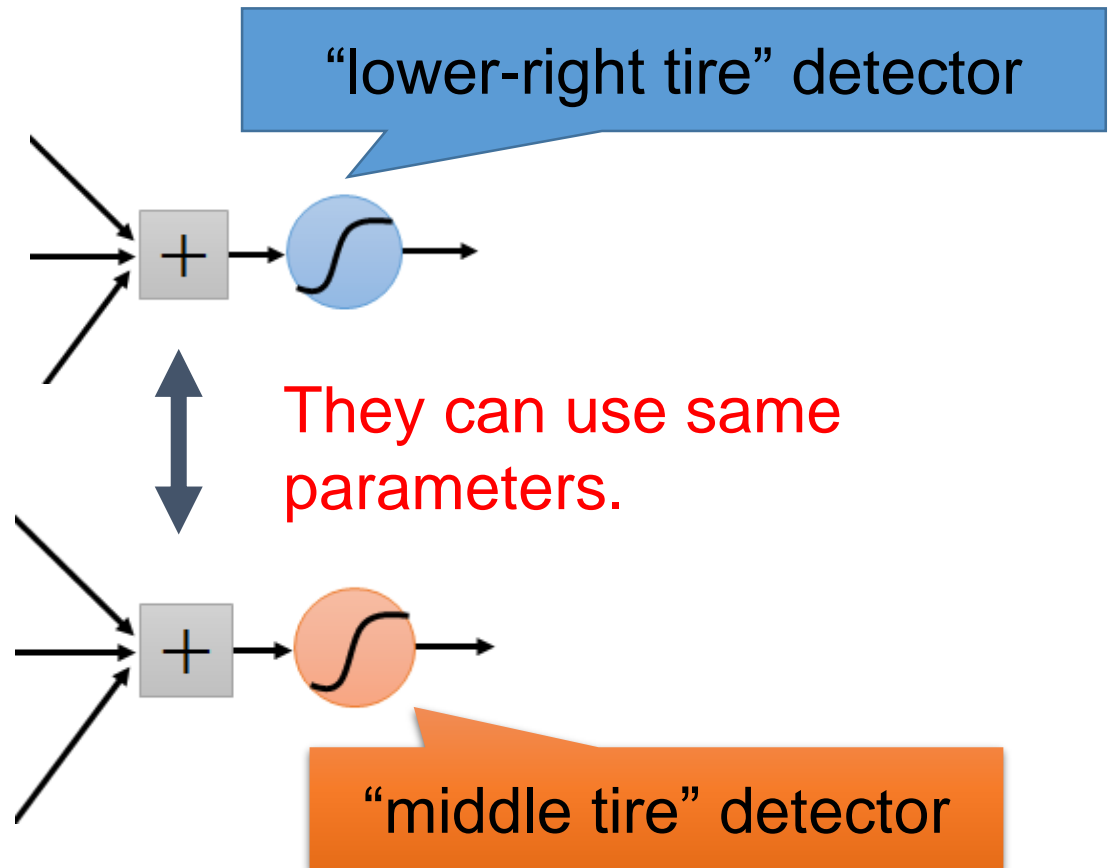 “lower-right tire” detector
+
They can use same
parameters.
+
“middle tire” detector